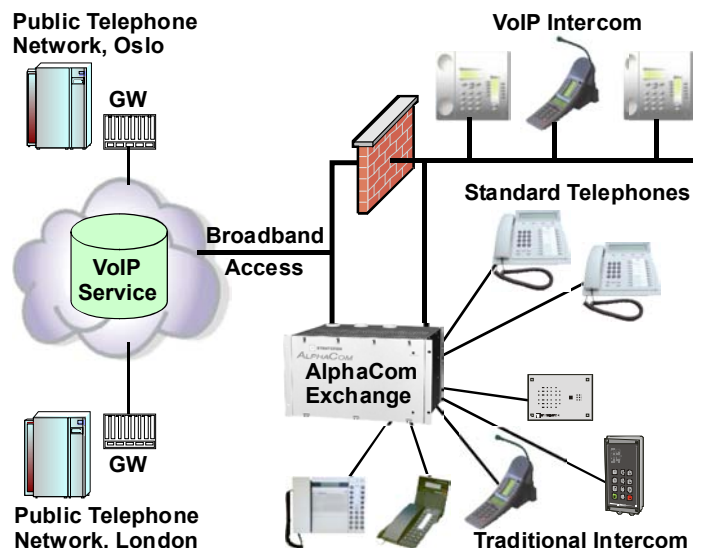 Public Telephone
Network, Oslo
GW
VoIP Intercom
Standard Telephones
Broadband
Access
VoIP
Service
ALPHACOM
AlphaCom
Exchange
GW
Public Telephone
Network, London
Traditional Intercom